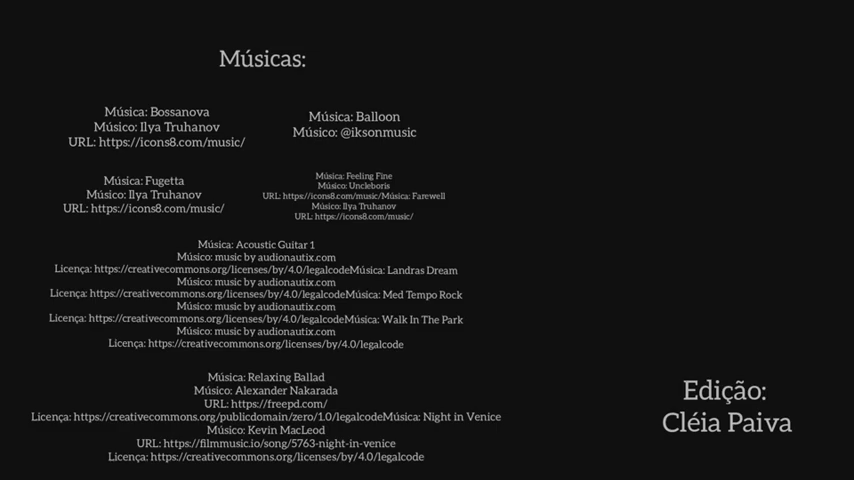 Músicas:
Música: Bossanova
Músico: Ilya Truhanov
URL: https://icons8.com/music/
Música: Balloon
Músico: @iksonmusic
Música: Fugetta
Músico: Ilya Truhanov
URL: https://icons8.com/music/
Música: Feeling Fine
Músico: Uncleboris
URL: https://icons8.com/music/Música: Farewell
Músico: Ilya Truhanov
URL: https://icons8.com/music/
Música: Acoustic Guitar 1
Músico: music by audionautix.com
Licença: https://creativecommons.org/licenses/by/4.0/legalcodeMúsica: Landras Dream
Músico: music by audionautix.com
Licença: https://creativecommons.org/licenses/by/4.0/legalcodeMúsica: Med Tempo Rock
Músico: music by audionautix.com
Licença: https://creativecommons.org/licenses/by/4.0/legalcodeMúsica: Walk In The Park
Músico: music by audionautix.com
Licença: https://creativecommons.org/licenses/by/4.0/legalcode
Música: Relaxing Ballad
Músico: Alexander Nakarada
URL: https://freepd.com/
Licença: https://creativecommons.org/publicdomain/zero/1.0/legalcodeMúsica: Night in Venice
Músico: Kevin MacLeod
URL: https://filmmusic.io/song/5763-night-in-venice
Licença: https://creativecommons.org/licenses/by/4.0/legalcode
Edição:
Cléia Paiva